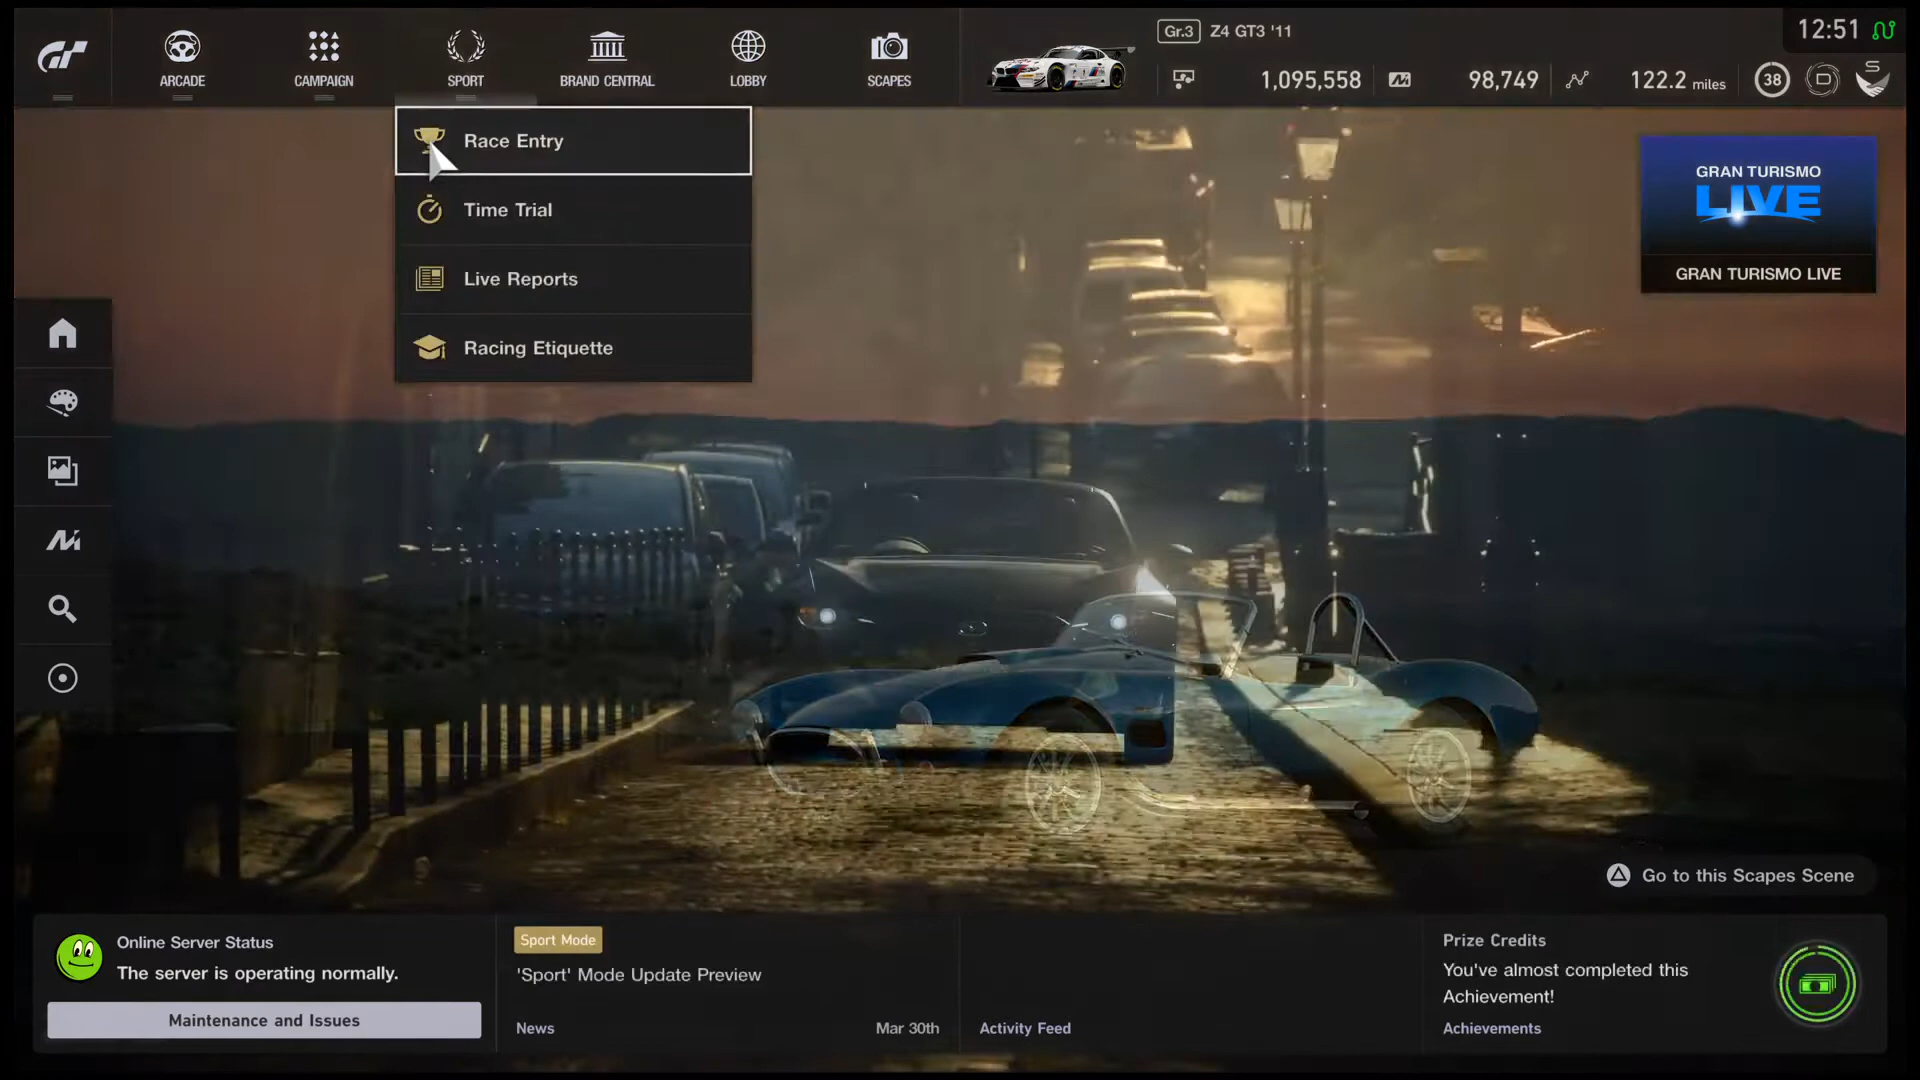 ARCADE
CAMPAIGN
SPORT
BRAND CENTRAL
LOBBY
SCAPES
Gr.3 Z4 GT3 '11
1,095,558
98,749
122.2 miles
38
D
S
12:51
Race Entry
Time Trial
Live Reports
Racing Etiquette
GRAN TURISMO
LIVE
GRAN TURISMO LIVE
Go to this Scapes Scene
Online Server Status
The server is operating normally.
Maintenance and Issues
Sport Mode
'Sport' Mode Update Preview
News
Mar 30th
Activity Feed
Prize Credits
You've almost completed this
Achievement!
Achievements